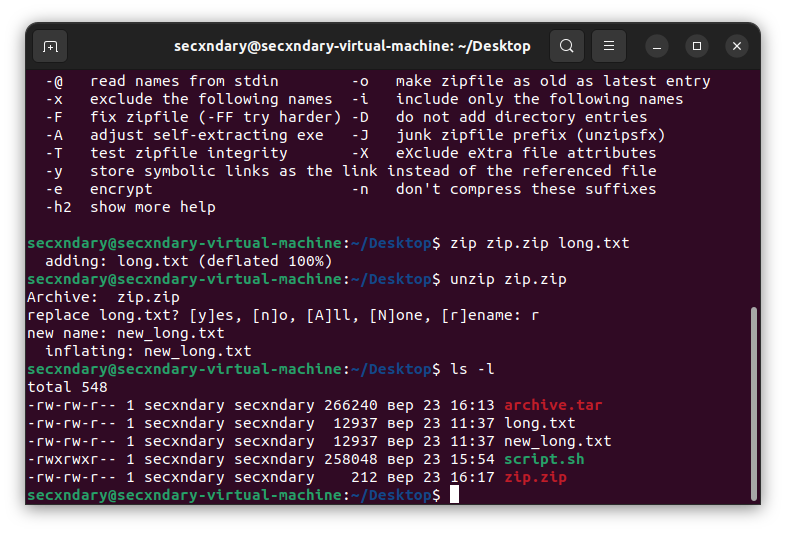 secxndary@secxndary-virtual-machine: ~/Desktop
-@   read names from stdin        -o   make zipfile as old as latest entry
-x   exclude the following names  -i   include only the following names
-F   fix zipfile (-FF try harder) -D   do not add directory entries
-A   adjust self-extracting exe   -J   junk zipfile prefix (unzipsfx)
-T   test zipfile integrity       -X   eXclude eXtra file attributes
-y   store symbolic links as the link instead of the referenced file
-e   encrypt                      -n   don't compress these suffixes
-h2  show more help
secxndary@secxndary-virtual-machine:~/Desktop$ zip zip.zip long.txt
  adding: long.txt (deflated 100%)
secxndary@secxndary-virtual-machine:~/Desktop$ unzip zip.zip
Archive:  zip.zip
replace long.txt? [y]es, [n]o, [A]ll, [N]one, [r]ename: r
new name: new_long.txt
  inflating: new_long.txt
secxndary@secxndary-virtual-machine:~/Desktop$ ls -l
total 548
-rw-rw-r-- 1 secxndary secxndary 266240 вер 23 16:13 archive.tar
-rw-rw-r-- 1 secxndary secxndary  12937 вер 23 11:37 long.txt
-rw-rw-r-- 1 secxndary secxndary  12937 вер 23 11:37 new_long.txt
-rwxrwxr-- 1 secxndary secxndary 258048 вер 23 15:54 script.sh
-rw-rw-r-- 1 secxndary secxndary    212 вер 23 16:17 zip.zip
secxndary@secxndary-virtual-machine:~/Desktop$